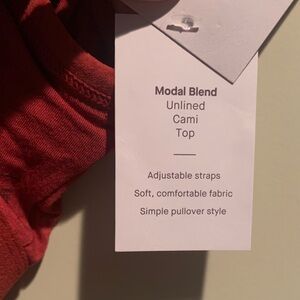 Modal Blend
Unlined
Cami
Top
Adjustable straps
Soft, comfortable fabric
Simple pullover style